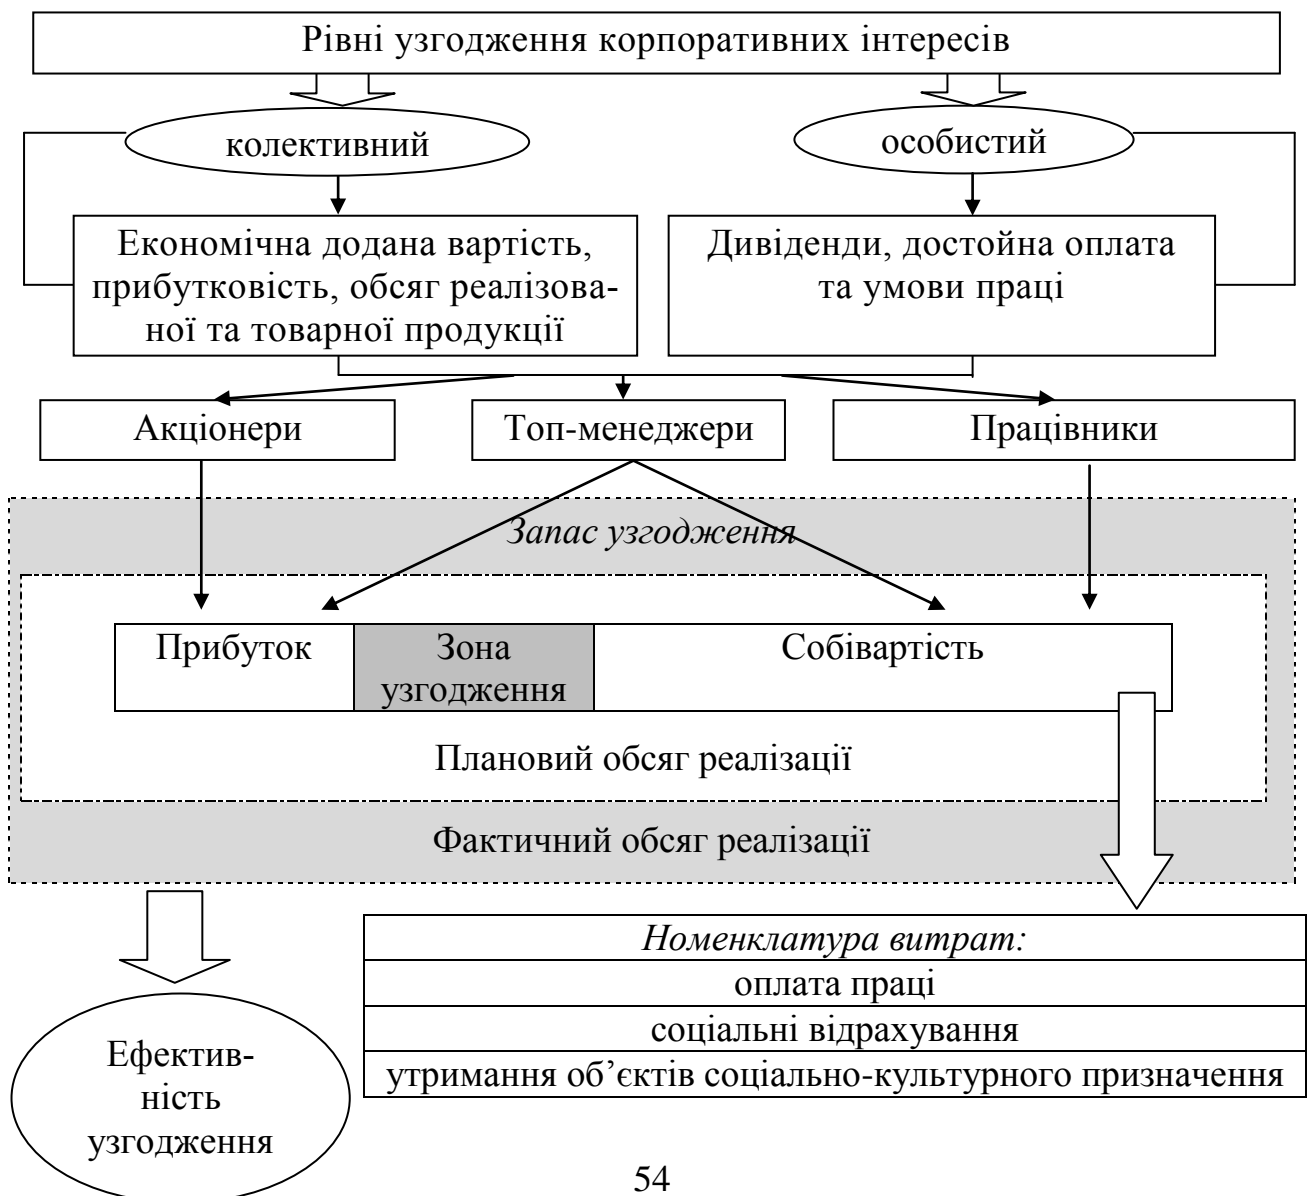 Рівні узгодження корпоративних інтересів
колективний
особистий
Економічна додана вартість,
прибутковість, обсяг реалізова-
ної та товарної продукції
Дивіденди, достойна оплата
та умови праці
Акціонери
Топ-менеджери
Працівники
Запас узгодження
Прибуток
Зона
узгодження
Собівартість
Плановий обсяг реалізації
Фактичний обсяг реалізації
Номенклатура витрат:
оплата праці
соціальні відрахування
утримання об’єктів соціально-культурного призначення
Ефектив-
ність
узгодження
54